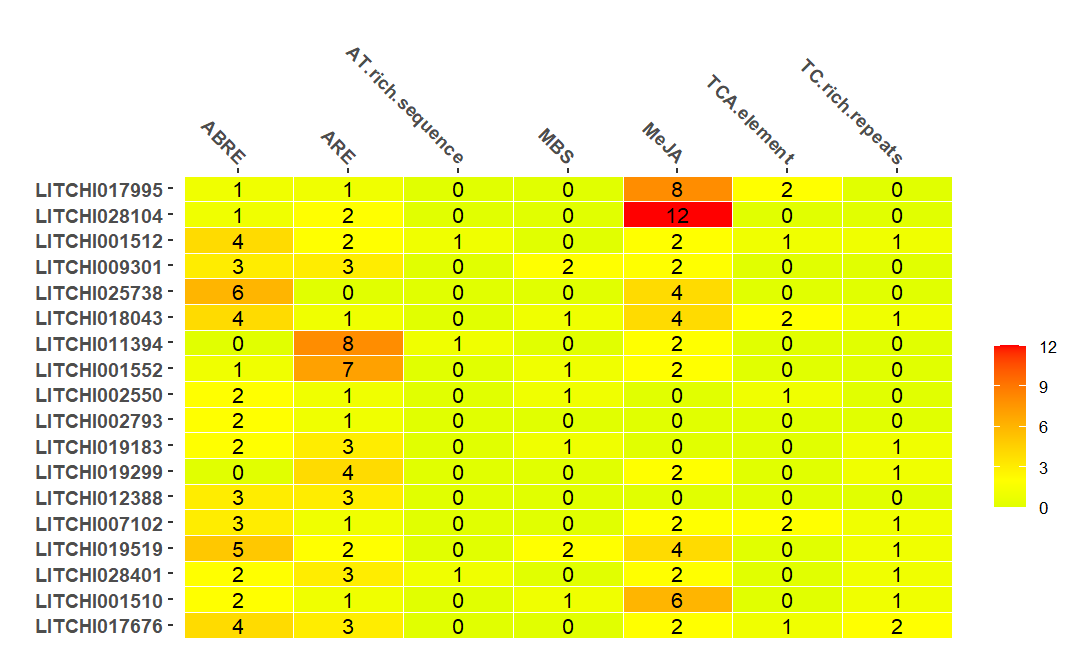 ABRE ARE AT.rich.sequence MBS MeJA TCA.element TC.rich.repeats
LITCHI017995 1 1 0 0 8 2 0
LITCHI028104 1 2 0 0 12 0 0
LITCHI001512 4 2 1 0 2 1 1
LITCHI009301 3 3 0 2 2 0 0
LITCHI025738 6 0 0 0 4 0 0
LITCHI018043 4 1 0 1 4 2 1
LITCHI011394 0 8 1 0 2 0 0
LITCHI001552 1 7 0 1 2 0 0
LITCHI002550 2 1 0 1 0 1 0
LITCHI002793 2 1 0 0 0 0 0
LITCHI019183 2 3 0 1 0 0 1
LITCHI019299 0 4 0 0 2 0 1
LITCHI012388 3 3 0 0 0 0 0
LITCHI007102 3 1 0 0 2 2 1
LITCHI019519 5 2 0 2 4 0 1
LITCHI028401 2 3 1 0 2 0 1
LITCHI001510 2 1 0 1 6 0 1
LITCHI017676 4 3 0 0 2 1 2
12
9
6
3
0